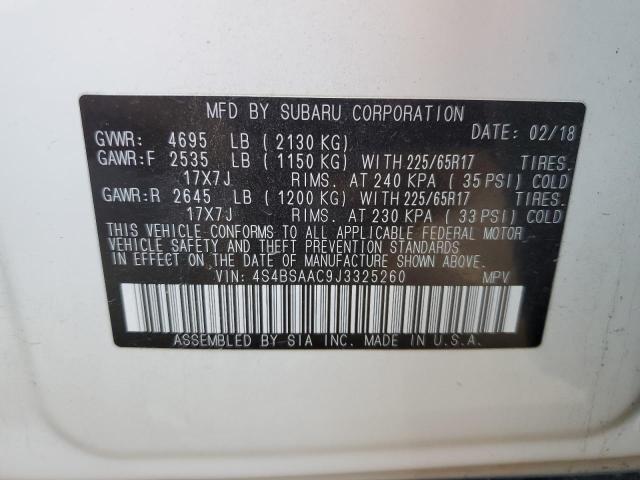 MFD BY SUBARU CORPORATION
GVWR: 4695 LB ( 2130 KG) DATE: 02/18
GAWR:F 2535 LB ( 1150 KG) WITH 225/65R17 TIRES.
17X7J RIMS. AT 240 KPA ( 35 PSI) COLD
GAWR:R 2645 LB ( 1200 KG) WITH 225/65R17 TIRES.
17X7J RIMS. AT 230 KPA ( 33 PSI) COLD
THIS VEHICLE CONFORMS TO ALL APPLICABLE FEDERAL MOTOR
VEHICLE SAFETY AND THEFT PREVENTION STANDARDS
IN EFFECT ON THE DATE OF MANUFACTURE SHOWN ABOVE.
VIN: 4S4BSAAC9J3325260 MPV
ASSEMBLED BY SIA INC. MADE IN U.S.A.